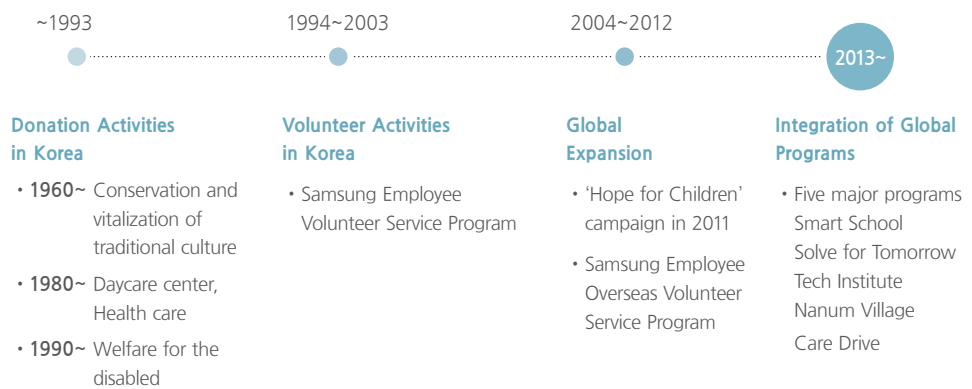 ~1993
1994~2003
2004~2012
2013~
Donation Activities
in Korea
• 1960~ Conservation and
vitalization of
traditional culture
• 1980~ Daycare center,
Health care
• 1990~ Welfare for the
disabled
Volunteer Activities
in Korea
• Samsung Employee
Volunteer Service Program
Global
Expansion
• ‘Hope for Children’
campaign in 2011
• Samsung Employee
Overseas Volunteer
Service Program
Integration of Global
Programs
• Five major programs
Smart School
Solve for Tomorrow
Tech Institute
Nanum Village
Care Drive